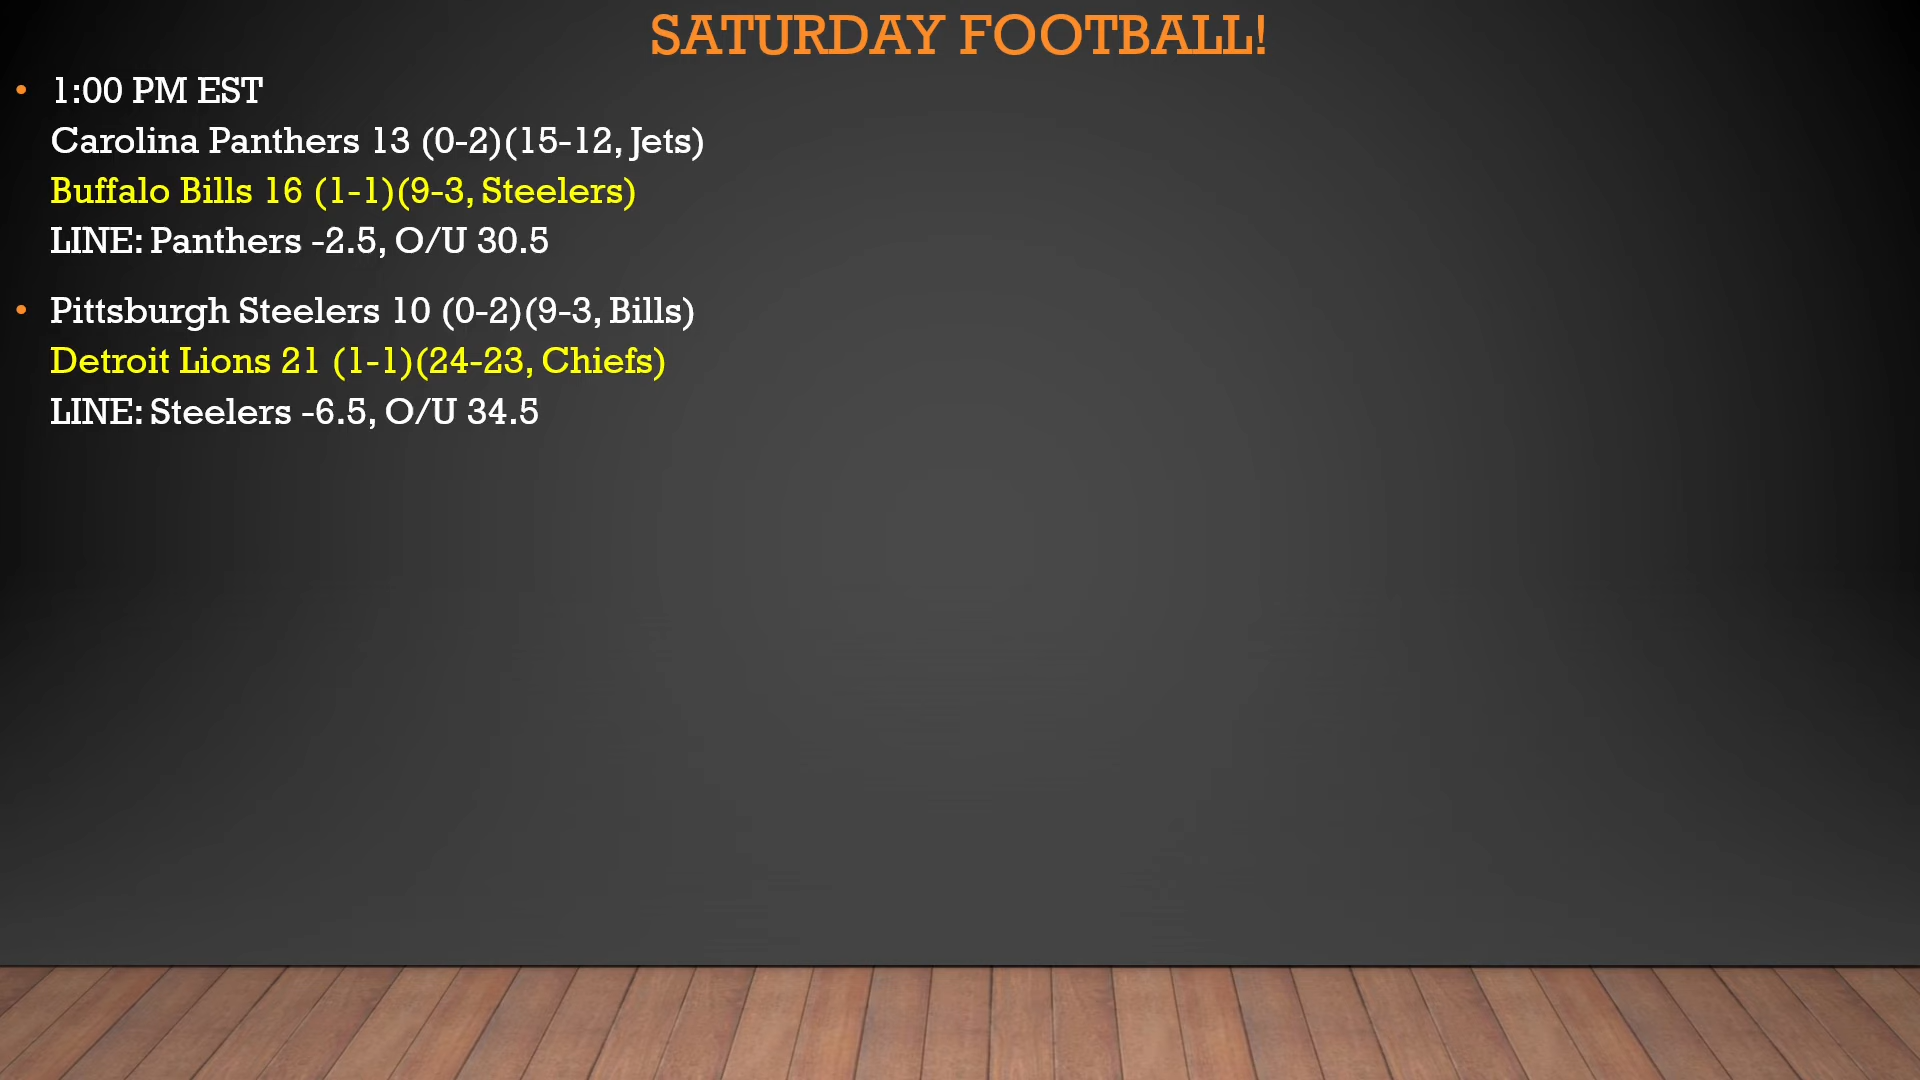 SATURDAY FOOTBALL!
• 1:00 PM EST
Carolina Panthers 13 (0-2)(15-12, Jets)
Buffalo Bills 16 (1-1)(9-3, Steelers)
LINE: Panthers -2.5, O/U 30.5
• Pittsburgh Steelers 10 (0-2)(9-3, Bills)
Detroit Lions 21 (1-1)(24-23, Chiefs)
LINE: Steelers -6.5, O/U 34.5